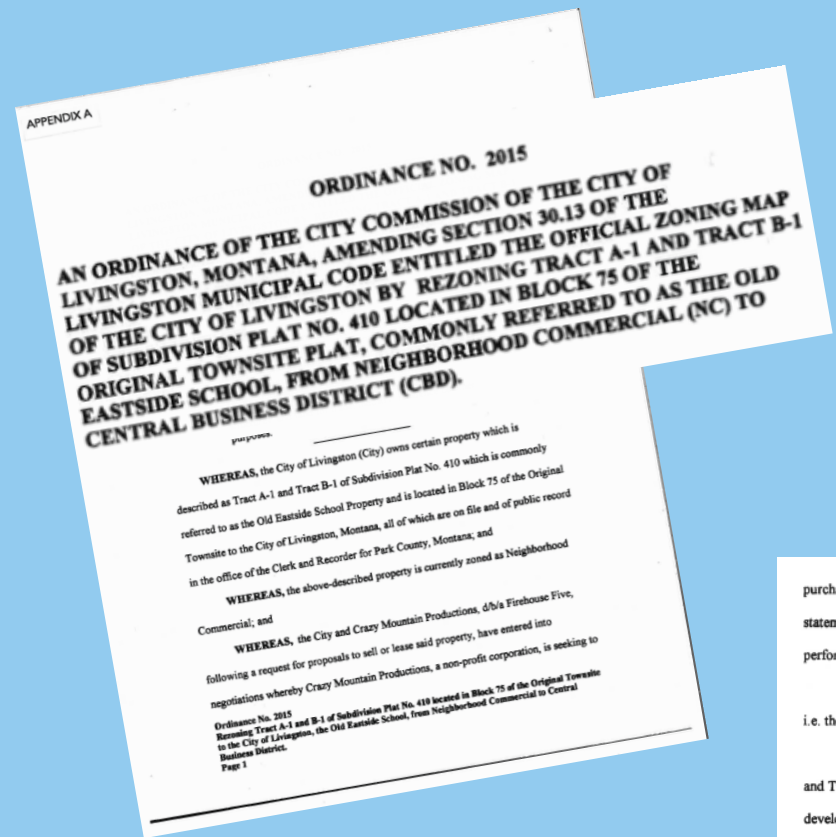 APPENDIX A
ORDINANCE NO. 2015
AN ORDINANCE OF THE CITY COMMISSION OF THE CITY OF
LIVINGSTON, MONTANA, AMENDING SECTION 30.13 OF THE
LIVINGSTON MUNICIPAL CODE ENTITLED THE OFFICIAL ZONING MAP
OF THE CITY OF LIVINGSTON BY REZONING TRACT A-1 AND TRACT B-1
OF SUBDIVISION PLAT NO. 410 LOCATED IN BLOCK 75 OF THE
ORIGINAL TOWNSITE PLAT, COMMONLY REFERRED TO AS THE OLD
EASTSIDE SCHOOL, FROM NEIGHBORHOOD COMMERCIAL (NC) TO
CENTRAL BUSINESS DISTRICT (CBD).
purposes.
WHEREAS, the City of Livingston (City) owns certain property which is
described as Tract A-1 and Tract B-1 of Subdivision Plat No. 410 which is commonly
referred to as the Old Eastside School Property and is located in Block 75 of the Original
Townsite to the City of Livingston, Montana, all of which are on file and of public record
in the office of the Clerk and Recorder for Park County, Montana; and
WHEREAS, the above-described property is currently zoned as Neighborhood
Commercial; and
WHEREAS, the City and Crazy Mountain Productions, d/b/a Firehouse Five,
following a request for proposals to sell or lease said property, have entered into
negotiations whereby Crazy Mountain Productions, a non-profit corporation, is seeking to
Ordinance No. 2015
Rezoning Tract A-1 and B-1 of Subdivision Plat No. 410 located in Block 75 of the Original Townsite
to the City of Livingston, the Old Eastside School, from Neighborhood Commercial to Central
Business District.
Page 1
purch
statem
perfor
i.e. th
and T
develo